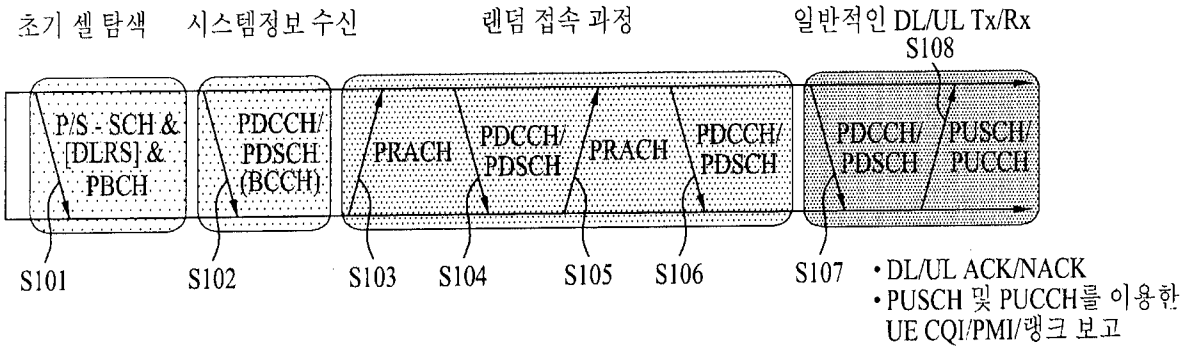 초기 셀 탐색
시스템정보 수신
랜덤 접속 과정
일반적인 DL/UL Tx/Rx
S108
P/S - SCH &
[DLRS] &
PBCH
PDCCH/
PDSCH
(BCCH)
PRACH
PDCCH/
PDSCH
PRACH
PDCCH/
PDSCH
PDCCH/
PDSCH
PUSCH/
PUCCH
S101
S102
S103
S104
S105
S106
S107
• DL/UL ACK/NACK
• PUSCH 및 PUCCH를 이용한
UE CQI/PMI/랭크 보고